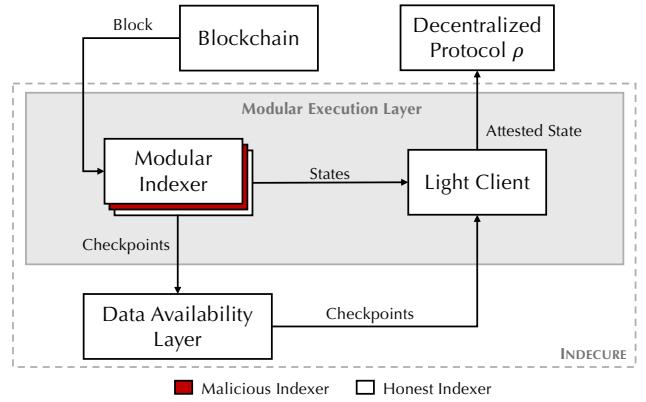 Block
Blockchain
Decentralized
Protocol ρ
Modular Execution Layer
Attested State
Modular
Indexer
States
Light Client
Checkpoints
Data Availability
Layer
Checkpoints
INDECURE
Malicious Indexer
Honest Indexer